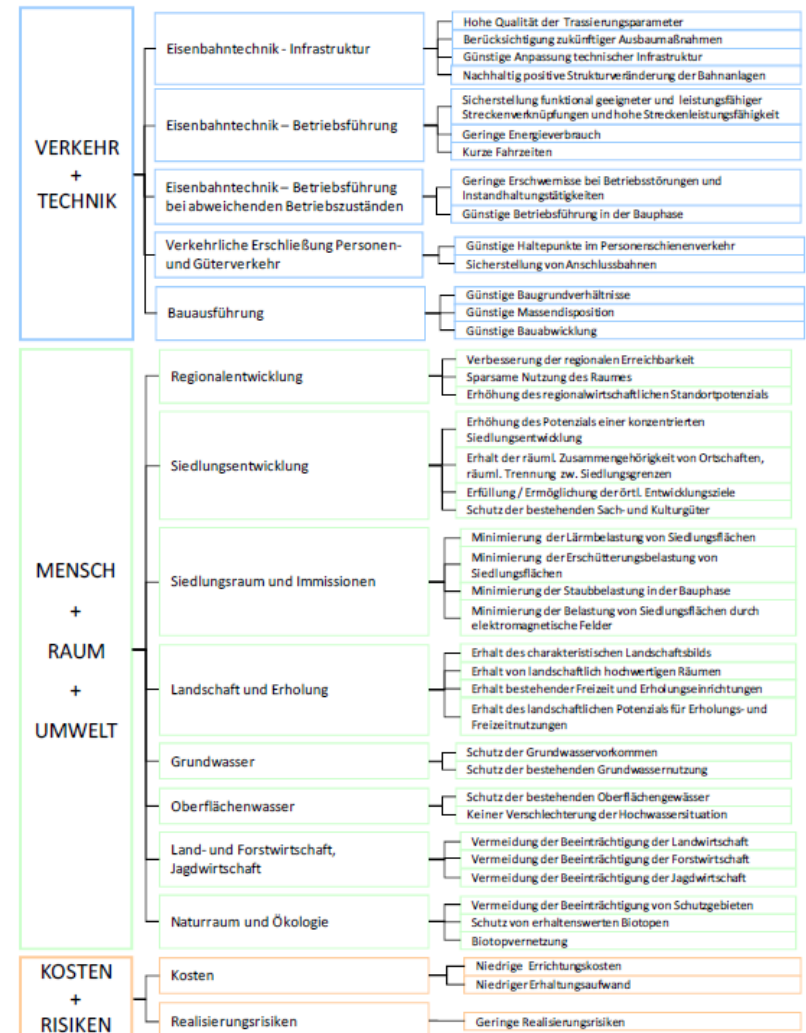 VERKEHR
+
TECHNIK
Eisenbahntechnik - Infrastruktur
Hohe Qualität der Trassierungsparameter
Berücksichtigung zukünftiger Ausbaumaßnahmen
Günstige Anpassung technischer Infrastruktur
Nachhaltig positive Strukturveränderung der Bahnanlagen
Eisenbahntechnik – Betriebsführung
Sicherstellung funktional geeigneter und leistungsfähiger
Streckenverknüpfungen und hohe Streckenleistungsfähigkeit
Geringe Energieverbrauch
Kurze Fahrzeiten
Eisenbahntechnik – Betriebsführung
bei abweichenden Betriebszuständen
Geringe Erschwernisse bei Betriebsstörungen und
Instandhaltungstätigkeiten
Günstige Betriebsführung in der Bauphase
Verkehrliche Erschließung Personen-
und Güterverkehr
Günstige Haltepunkte im Personenschienenverkehr
Sicherstellung von Anschlussbahnen
Bauausführung
Günstige Baugrundverhältnisse
Günstige Massendisposition
Günstige Bauabwicklung
MENSCH
+
RAUM
+
UMWELT
Regionalentwicklung
Verbesserung der regionalen Erreichbarkeit
Sparsame Nutzung des Raumes
Erhöhung des regionalwirtschaftlichen Standortpotenzials
Siedlungsentwicklung
Erhöhung des Potenzials einer konzentrierten
Siedlungsentwicklung
Erhalt der räuml. Zusammengehörigkeit von Ortschaften,
räuml. Trennung zw. Siedlungsgrenzen
Erfüllung / Ermöglichung der örtl. Entwicklungsziele
Schutz der bestehenden Sach- und Kulturgüter
Siedlungsraum und Immissionen
Minimierung der Lärmbelastung von Siedlungsflächen
Minimierung der Erschütterungsbelastung von
Siedlungsflächen
Minimierung der Staubbelastung in der Bauphase
Minimierung der Belastung von Siedlungsflächen durch
elektromagnetische Felder
Landschaft und Erholung
Erhalt des charakteristischen Landschaftsbilds
Erhalt von landschaftlich hochwertigen Räumen
Erhalt bestehender Freizeit und Erholungseinrichtungen
Erhalt des landschaftlichen Potenzials für Erholungs- und
Freizeitnutzungen
Grundwasser
Schutz der Grundwasservorkommen
Schutz der bestehenden Grundwassernutzung
Oberflächenwasser
Schutz der bestehenden Oberflächengewässer
Keiner Verschlechterung der Hochwassersituation
Land- und Forstwirtschaft,
Jagdwirtschaft
Vermeidung der Beeinträchtigung der Landwirtschaft
Vermeidung der Beeinträchtigung der Forstwirtschaft
Vermeidung der Beeinträchtigung der Jagdwirtschaft
Naturraum und Ökologie
Vermeidung der Beeinträchtigung von Schutzgebieten
Schutz von erhaltenswerten Biotopen
Biotopvernetzung
KOSTEN
+
RISIKEN
Kosten
Niedrige Errichtungskosten
Niedriger Erhaltungsaufwand
Realisierungsrisiken
Geringe Realisierungsrisiken